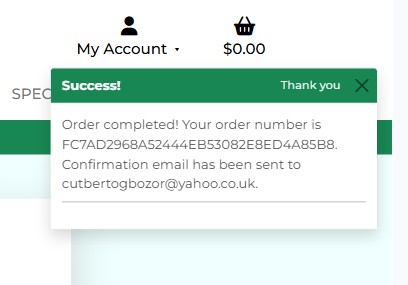 My Account
$0.00
SPEC
Success!
Thank you
Order completed! Your order number is
FC7AD2968A52444EB53082E8ED4A85B8.
Confirmation email has been sent to
cutbertogbozor@yahoo.co.uk.